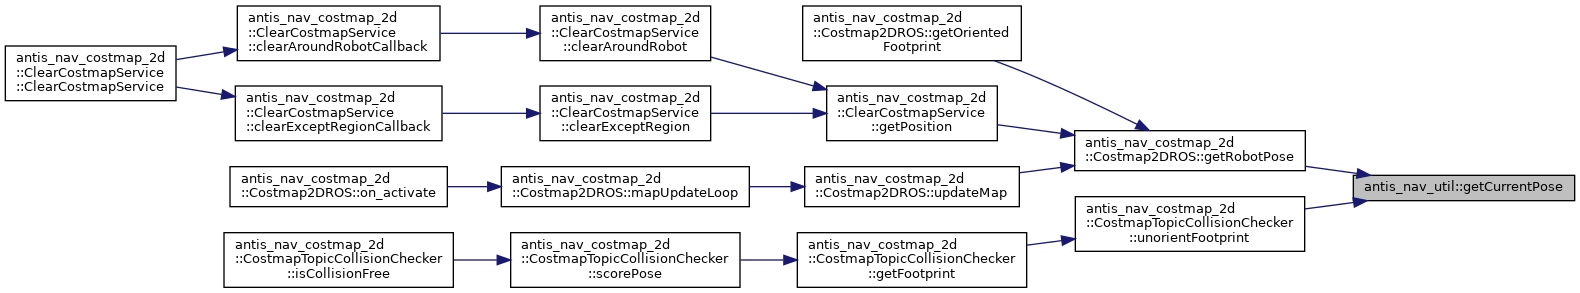 antis_nav_costmap_2d
::ClearCostmapService
::ClearCostmapService
antis_nav_costmap_2d
::ClearCostmapService
::clearAroundRobotCallback
antis_nav_costmap_2d
::ClearCostmapService
::clearExceptRegionCallback
antis_nav_costmap_2d
::Costmap2DROS::on_activate
antis_nav_costmap_2d
::CostmapTopicCollisionChecker
::isCollisionFree
antis_nav_costmap_2d
::ClearCostmapService
::clearAroundRobot
antis_nav_costmap_2d
::ClearCostmapService
::clearExceptRegion
antis_nav_costmap_2d
::Costmap2DROS::mapUpdateLoop
antis_nav_costmap_2d
::CostmapTopicCollisionChecker
::scorePose
antis_nav_costmap_2d
::Costmap2DROS::getOriented
Footprint
antis_nav_costmap_2d
::ClearCostmapService
::getPosition
antis_nav_costmap_2d
::Costmap2DROS::updateMap
antis_nav_costmap_2d
::CostmapTopicCollisionChecker
::getFootprint
antis_nav_costmap_2d
::Costmap2DROS::getRobotPose
antis_nav_costmap_2d
::CostmapTopicCollisionChecker
::unorientFootprint
antis_nav_util::getCurrentPose